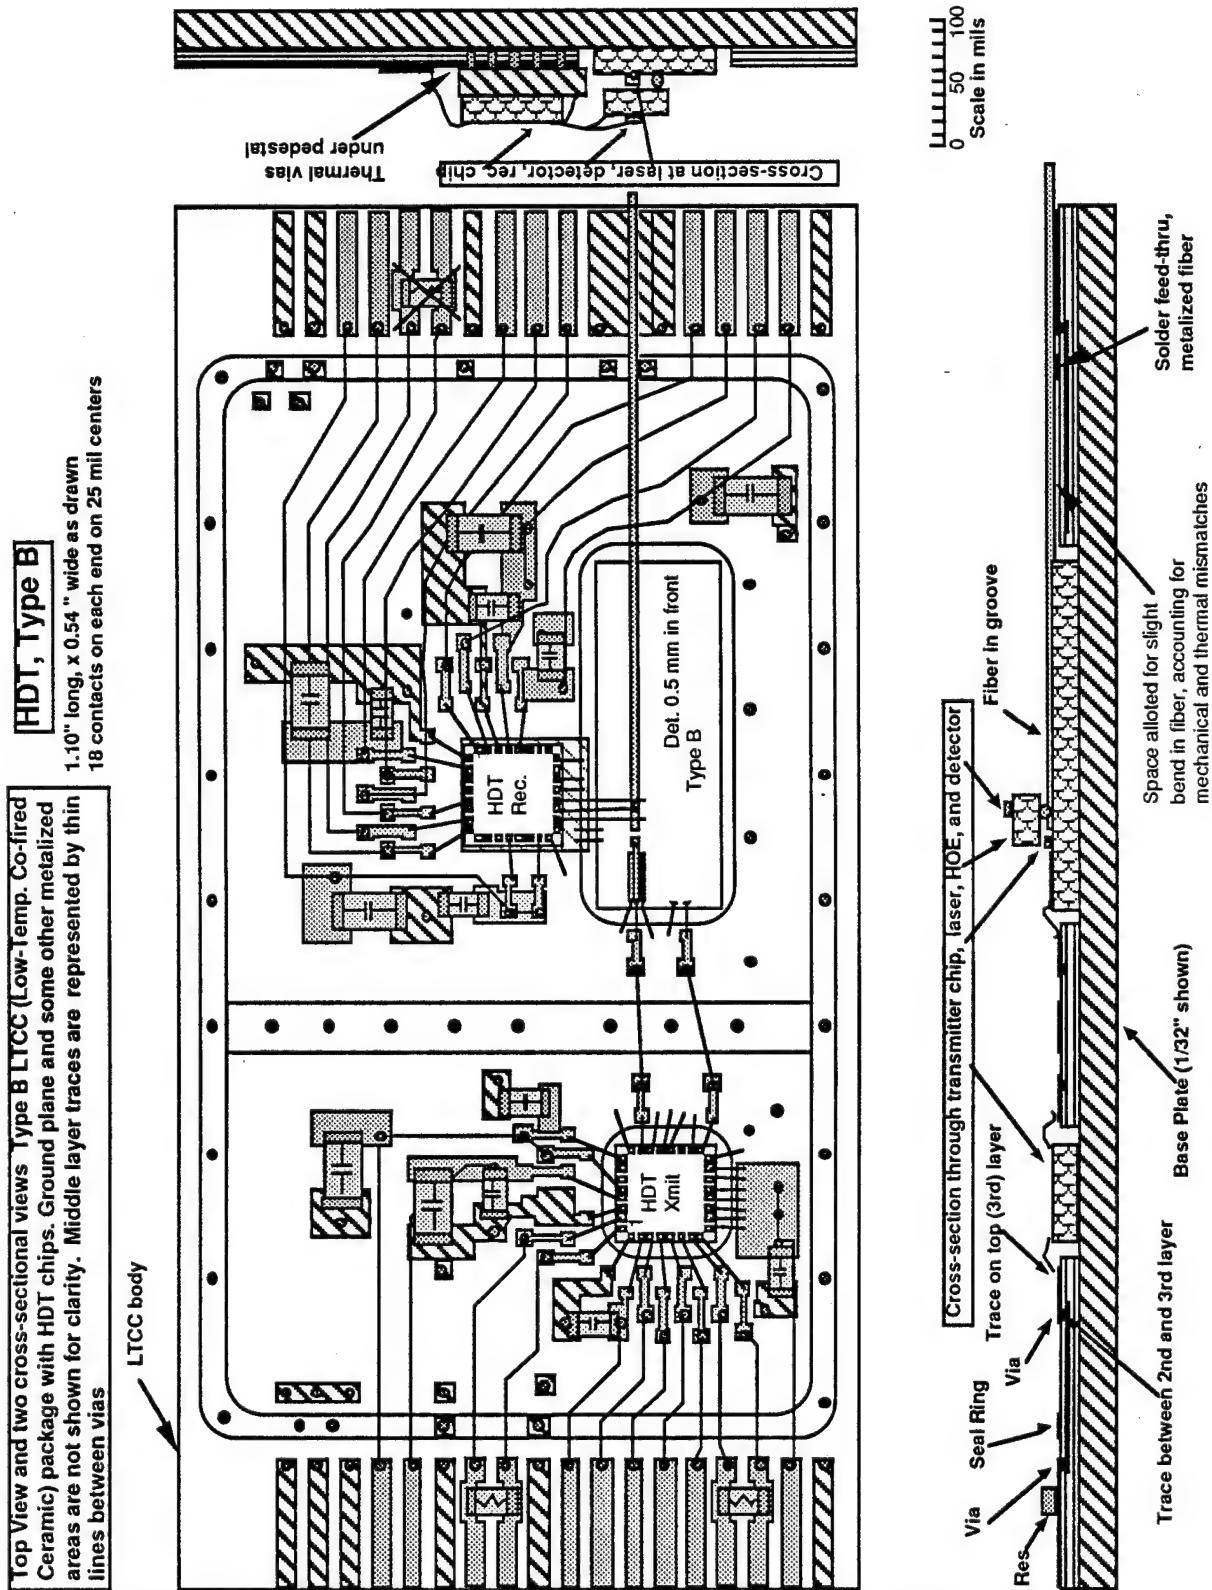 Top View and two cross-sectional views Type B LTCC (Low-Temp. Co-fired
Ceramic) package with HDT chips. Ground plane and some other metalized
areas are not shown for clarity. Middle layer traces are represented by thin
lines between vias
HDT, Type B
1.10" long, x 0.54 " wide as drawn
18 contacts on each end on 25 mil centers
LTCC body
HDT
Xmit
HDT
Rec.
Det. 0.5 mm in front
Type B
Thermal vias
under pedestal
Cross-section at laser, detector, rec. chip
0 50 100
Scale in mils
Cross-section through transmitter chip, laser, HOE, and detector
Res
Via
Seal Ring
Via
Trace on top (3rd) layer
Fiber in groove
Trace between 2nd and 3rd layer
Base Plate (1/32" shown)
Space alloted for slight
bend in fiber, accounting for
mechanical and thermal mismatches
Solder feed-thru,
metalized fiber